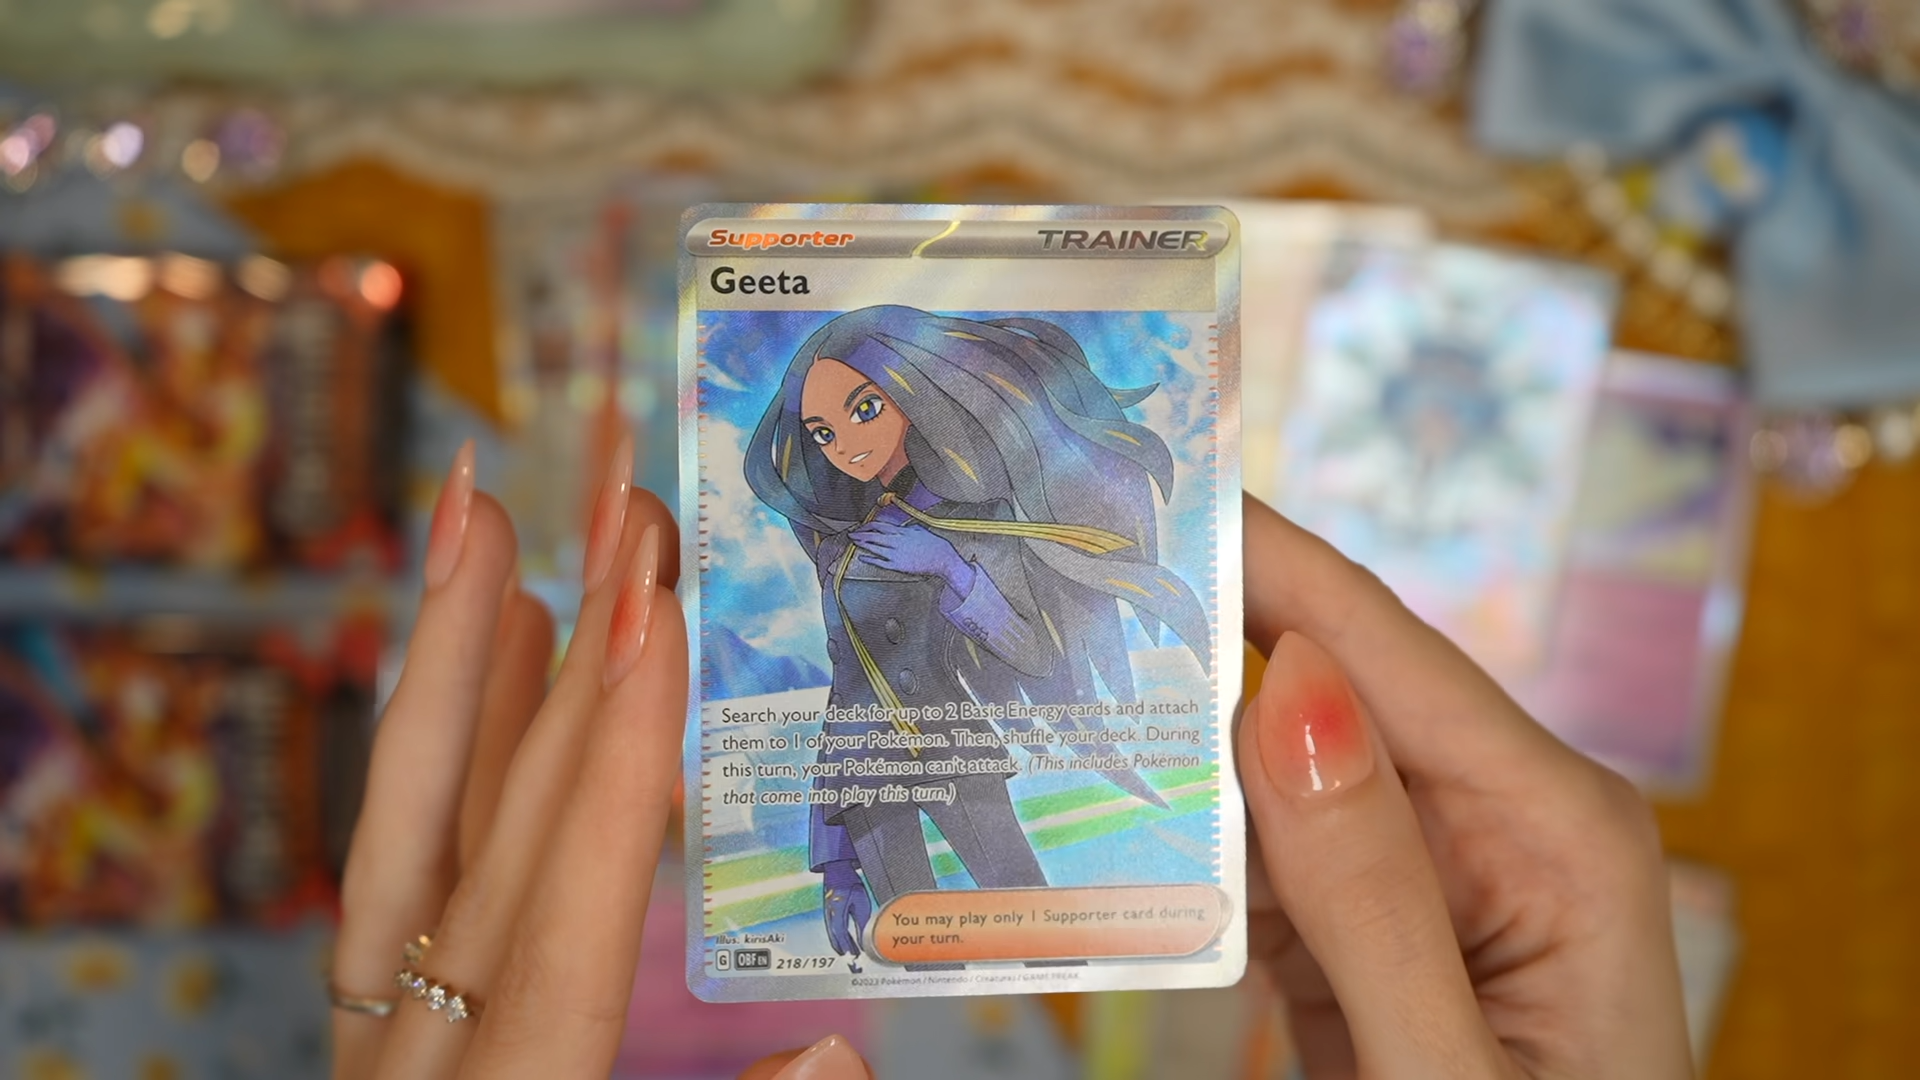 Supporter
TRAINER
Geeta
Search your deck for up to 2 Basic Energy cards and attach
them to 1 of your Pokémon. Then, shuffle your deck. During
this turn, your Pokémon can't attack. (This includes Pokémon
that come into play this turn.)
You may play only 1 Supporter card during
your turn.
Illus. kirisAki
G OBF EN 218/197
©2023 Pokémon / Nintendo / Creatures / GAME FREAK